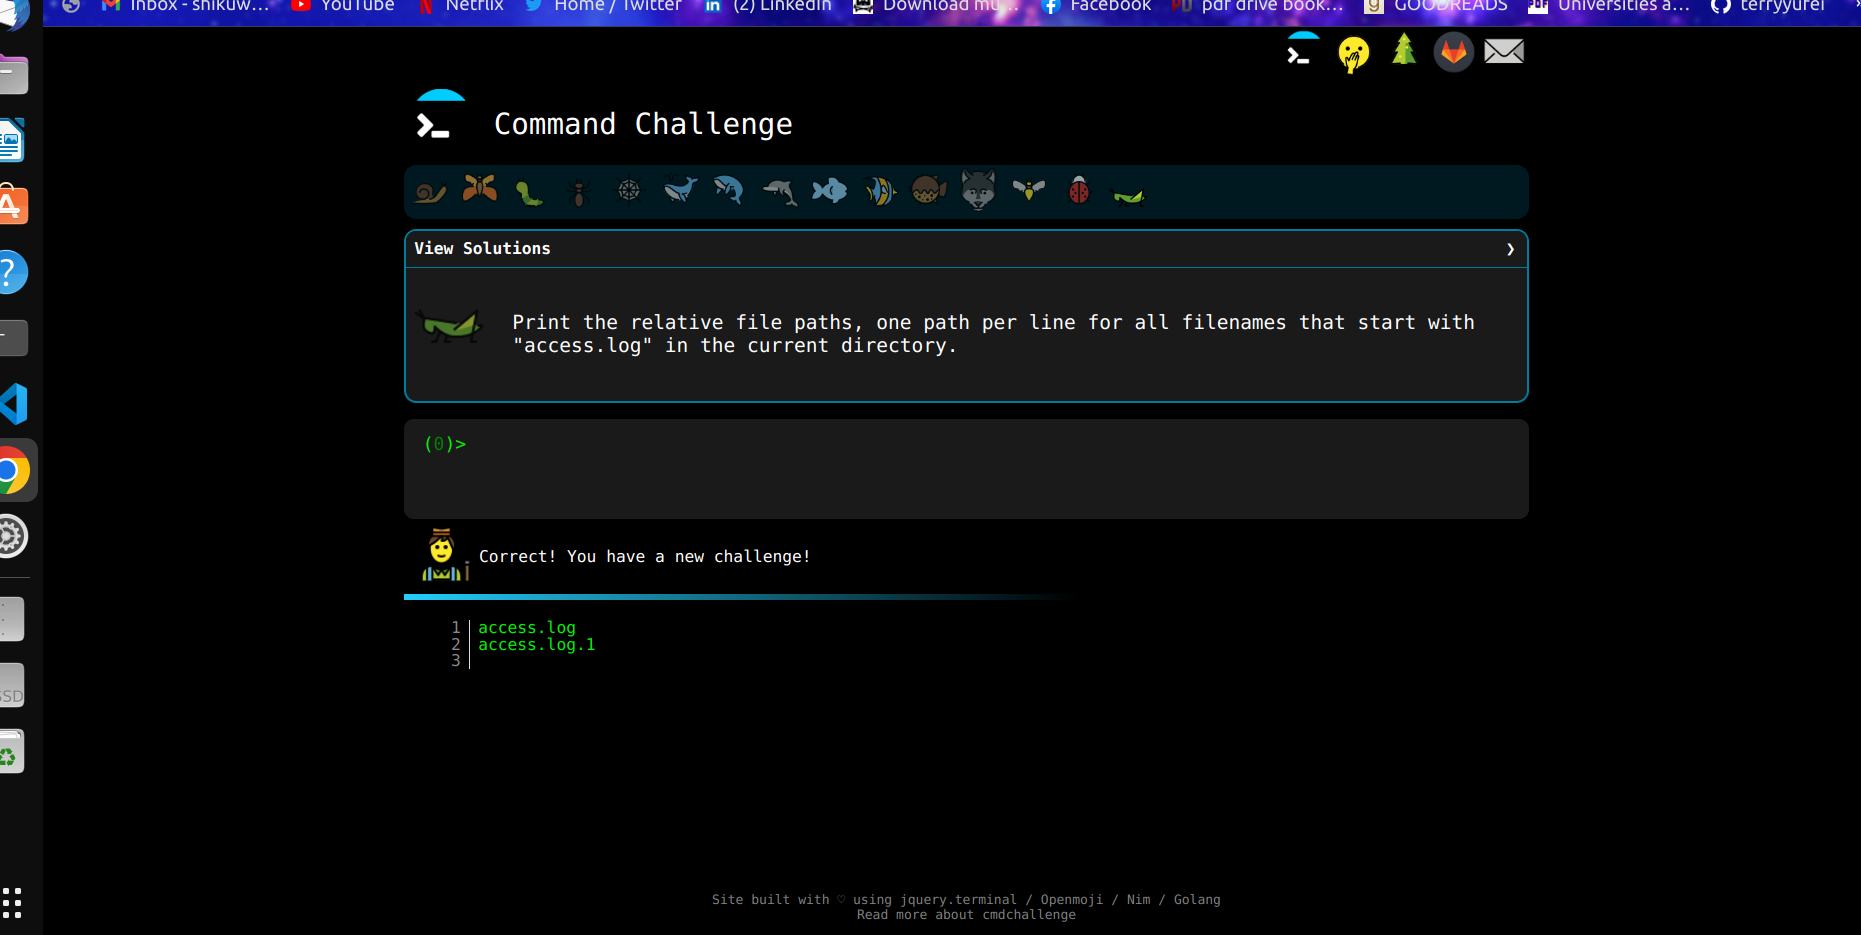 Inbox - shikuw... YouTube Netflix Home / Twitter (2) LinkedIn Download mu... Facebook pdf drive book... GOODREADS Universities a... terryyurei
Command Challenge
View Solutions ❯
Print the relative file paths, one path per line for all filenames that start with
"access.log" in the current directory.
(0)>
Correct! You have a new challenge!
1 access.log
2 access.log.1
3
SSD
Site built with ♡ using jquery.terminal / Openmoji / Nim / Golang
Read more about cmdchallenge